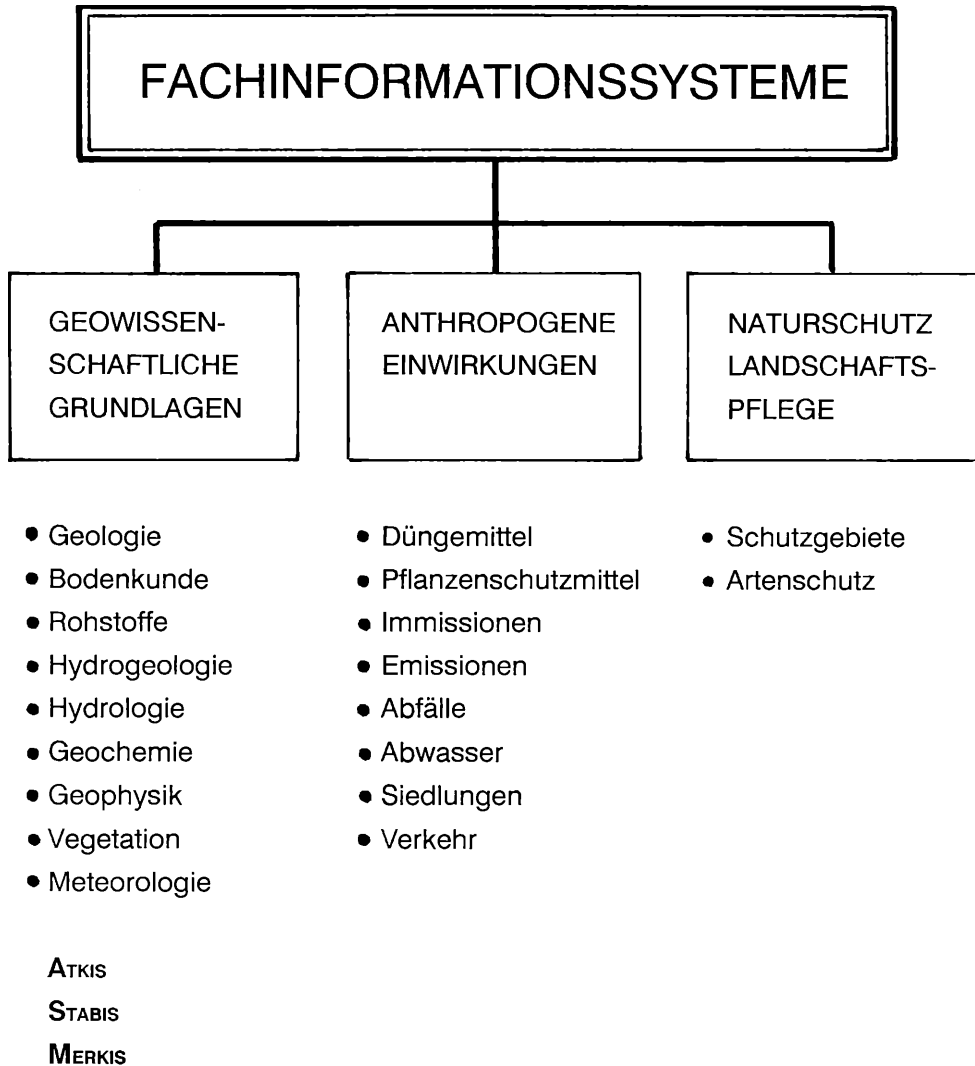 FACHINFORMATIONSSYSTEME
GEOWISSEN-
SCHAFTLICHE
GRUNDLAGEN
• Geologie
• Bodenkunde
• Rohstoffe
• Hydrogeologie
• Hydrologie
• Geochemie
• Geophysik
• Vegetation
• Meteorologie
ATKIS
STABIS
MERKIS
ANTHROPOGENE
EINWIRKUNGEN
• Düngemittel
• Pflanzenschutzmittel
• Immissionen
• Emissionen
• Abfälle
• Abwasser
• Siedlungen
• Verkehr
NATURSCHUTZ
LANDSCHAFTS-
PFLEGE
• Schutzgebiete
• Artenschutz